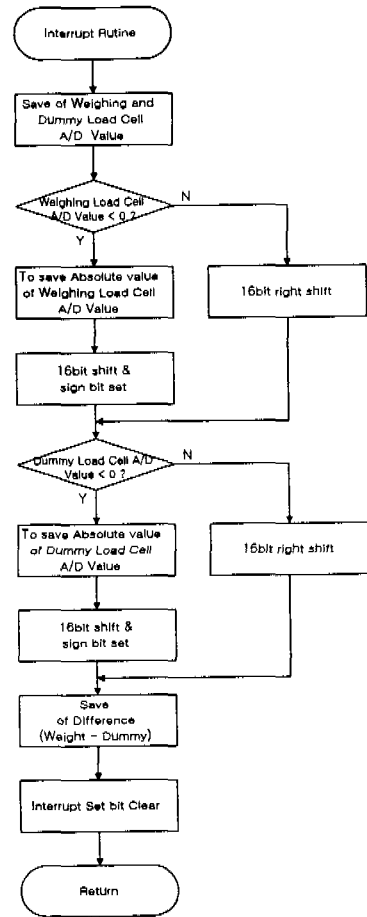 Interrupt Rutine
Save of Weighing and
Dummy Load Cell
A/D Value
Weighing Load Cell
A/D Value < 0 ?
N
Y
To save Absolute value
of Weighing Load Cell
A/D Value
16bit right shift
16bit shift &
sign bit set
Dummy Load Cell A/D
Value < 0 ?
N
Y
To save Absolute value
of Dummy Load Cell
A/D Value
16bit right shift
16bit shift &
sign bit set
Save
of Difference
(Weight - Dummy)
Interrupt Set bit Clear
Return